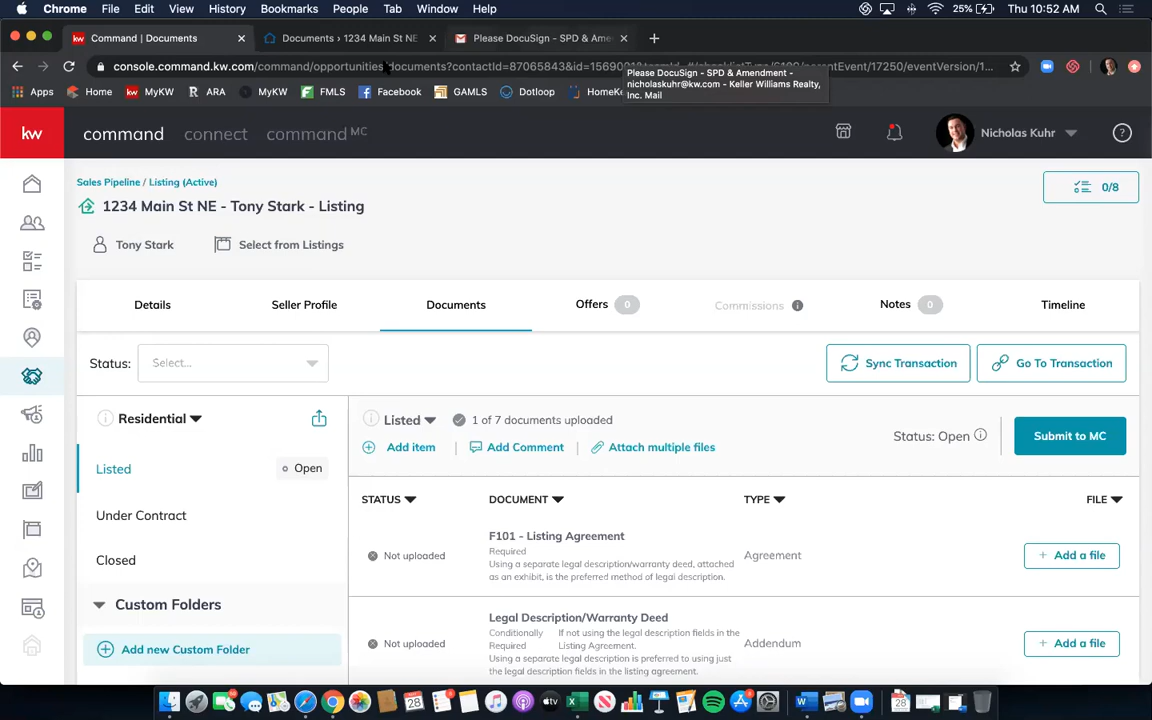 Chrome File Edit View History Bookmarks People Tab Window Help 25% Thu 10:52 AM
kw Command | Documents × Documents › 1234 Main St NE × Please DocuSign - SPD & Ame × +
console.command.kw.com/command/opportunities/documents?contactId=87065843&id=156900
17250/eventVersion/1...
Please DocuSign - SPD & Amendment -
nicholaskuhr@kw.com - Keller Williams Realty,
Inc. Mail
Apps Home kw MyKW R ARA MyKW FMLS Facebook GAMLS Dotloop HomeKe
kw command connect command MC Nicholas Kuhr ?
Sales Pipeline / Listing (Active)
1234 Main St NE - Tony Stark - Listing
0/8
Tony Stark Select from Listings
Details Seller Profile Documents Offers 0 Commissions Notes 0 Timeline
Status: Select... Sync Transaction Go To Transaction
Residential
Listed 1 of 7 documents uploaded
Add item | Add Comment | Attach multiple files
Status: Open Submit to MC
Listed Open
Under Contract
Closed
Custom Folders
Add new Custom Folder
STATUS DOCUMENT TYPE FILE
F101 - Listing Agreement
Required
Not uploaded Agreement + Add a file
Using a separate legal description/warranty deed, attached
as an exhibit, is the preferred method of legal description.
Legal Description/Warranty Deed
Conditionally Required If not using the legal description fields in the
Listing Agreement.
Not uploaded Addendum + Add a file
Using a separate legal description is preferred to using just
the legal description fields in the listing agreement.
28